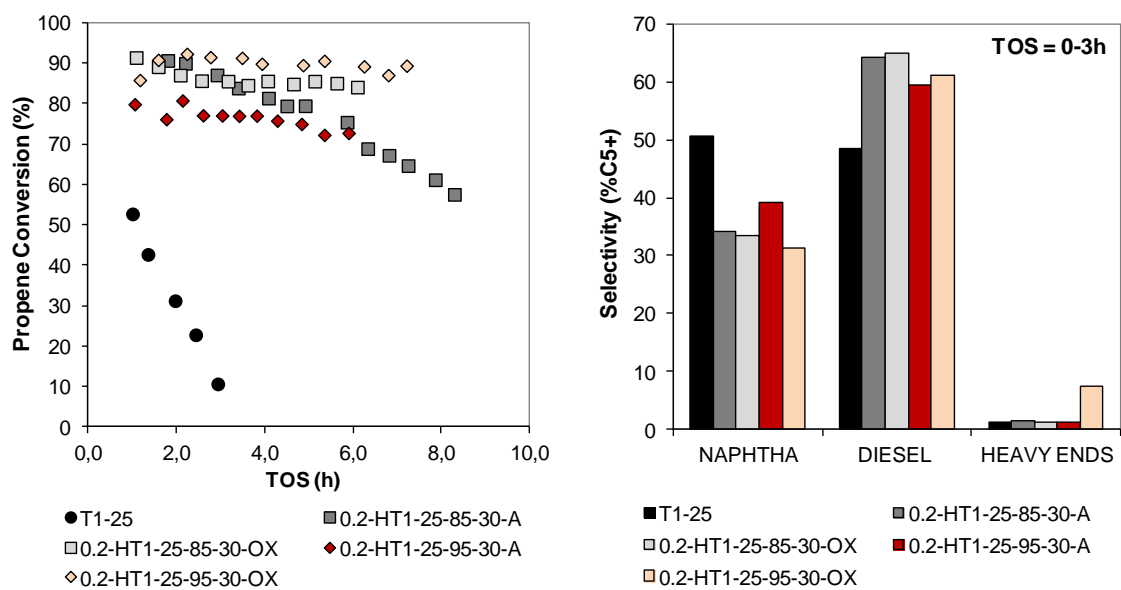 Propene Conversion (%)
100
90
80
70
60
50
40
30
20
10
0
0,0 2,0 4,0 6,0 8,0 10,0
TOS (h)
T1-25 0.2-HT1-25-85-30-A
0.2-HT1-25-85-30-OX 0.2-HT1-25-95-30-A
0.2-HT1-25-95-30-OX
Selectivity (%C5+)
70
60
50
40
30
20
10
0
TOS = 0-3h
NAPHTHA DIESEL HEAVY ENDS
T1-25 0.2-HT1-25-85-30-A
0.2-HT1-25-85-30-OX 0.2-HT1-25-95-30-A
0.2-HT1-25-95-30-OX